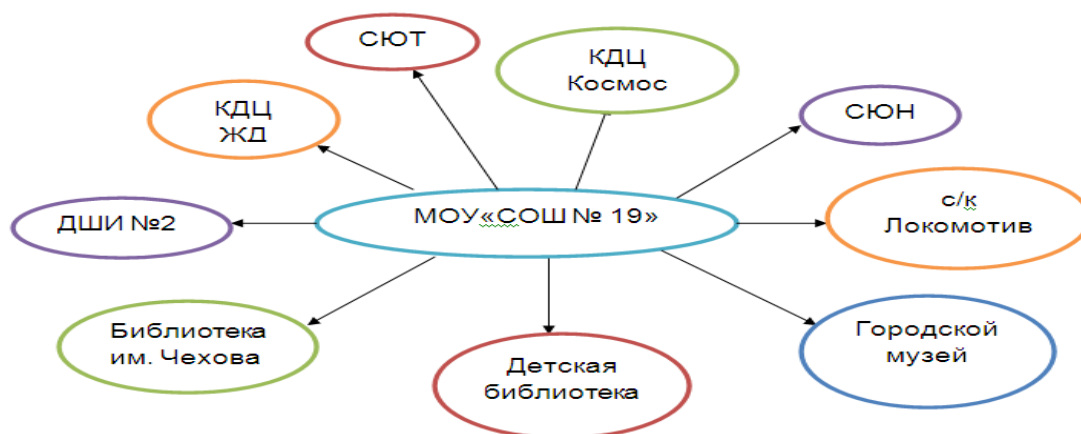 СЮТ
КДЦ
Космос
КДЦ
ЖД
СЮН
ДШИ №2
МОУ«СОШ № 19»
с/к
Локомотив
Библиотека
им. Чехова
Детская
библиотека
Городской
музей